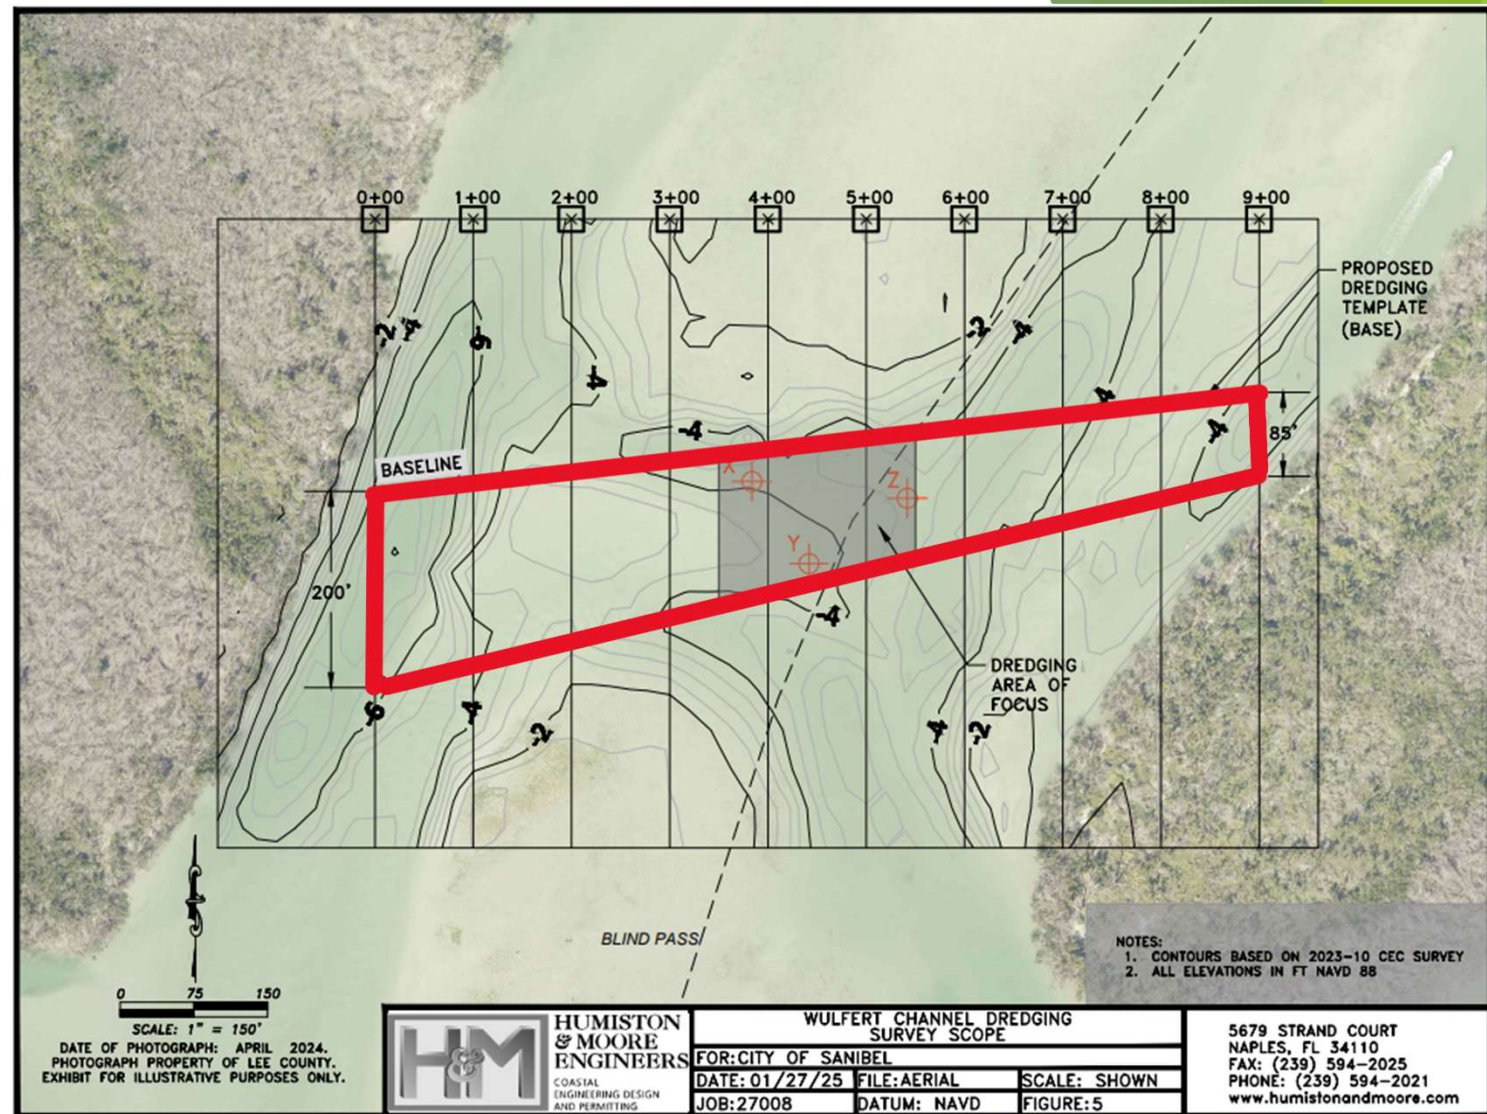 0+00 1+00 2+00 3+00 4+00 5+00 6+00 7+00 8+00 9+00
PROPOSED
DREDGING
TEMPLATE
(BASE)
-2
-4
-6
-4
-2
4
4
-4
-4
85'
BASELINE
X
Z
Y
200'
-4
DREDGING
AREA OF
FOCUS
-6
-4
-2
4
-2
BLIND PASS
NOTES:
1. CONTOURS BASED ON 2023-10 CEC SURVEY
2. ALL ELEVATIONS IN FT NAVD 88
0 75 150
SCALE: 1" = 150'
DATE OF PHOTOGRAPH: APRIL 2024.
PHOTOGRAPH PROPERTY OF LEE COUNTY.
EXHIBIT FOR ILLUSTRATIVE PURPOSES ONLY.
H&M
HUMISTON
& MOORE
ENGINEERS
COASTAL
ENGINEERING DESIGN
AND PERMITTING
WULFERT CHANNEL DREDGING
SURVEY SCOPE
FOR:CITY OF SANIBEL
DATE: 01/27/25 FILE:AERIAL SCALE: SHOWN
JOB:27008 DATUM: NAVD FIGURE:5
5679 STRAND COURT
NAPLES, FL 34110
FAX: (239) 594-2025
PHONE: (239) 594-2021
www.humistonandmoore.com